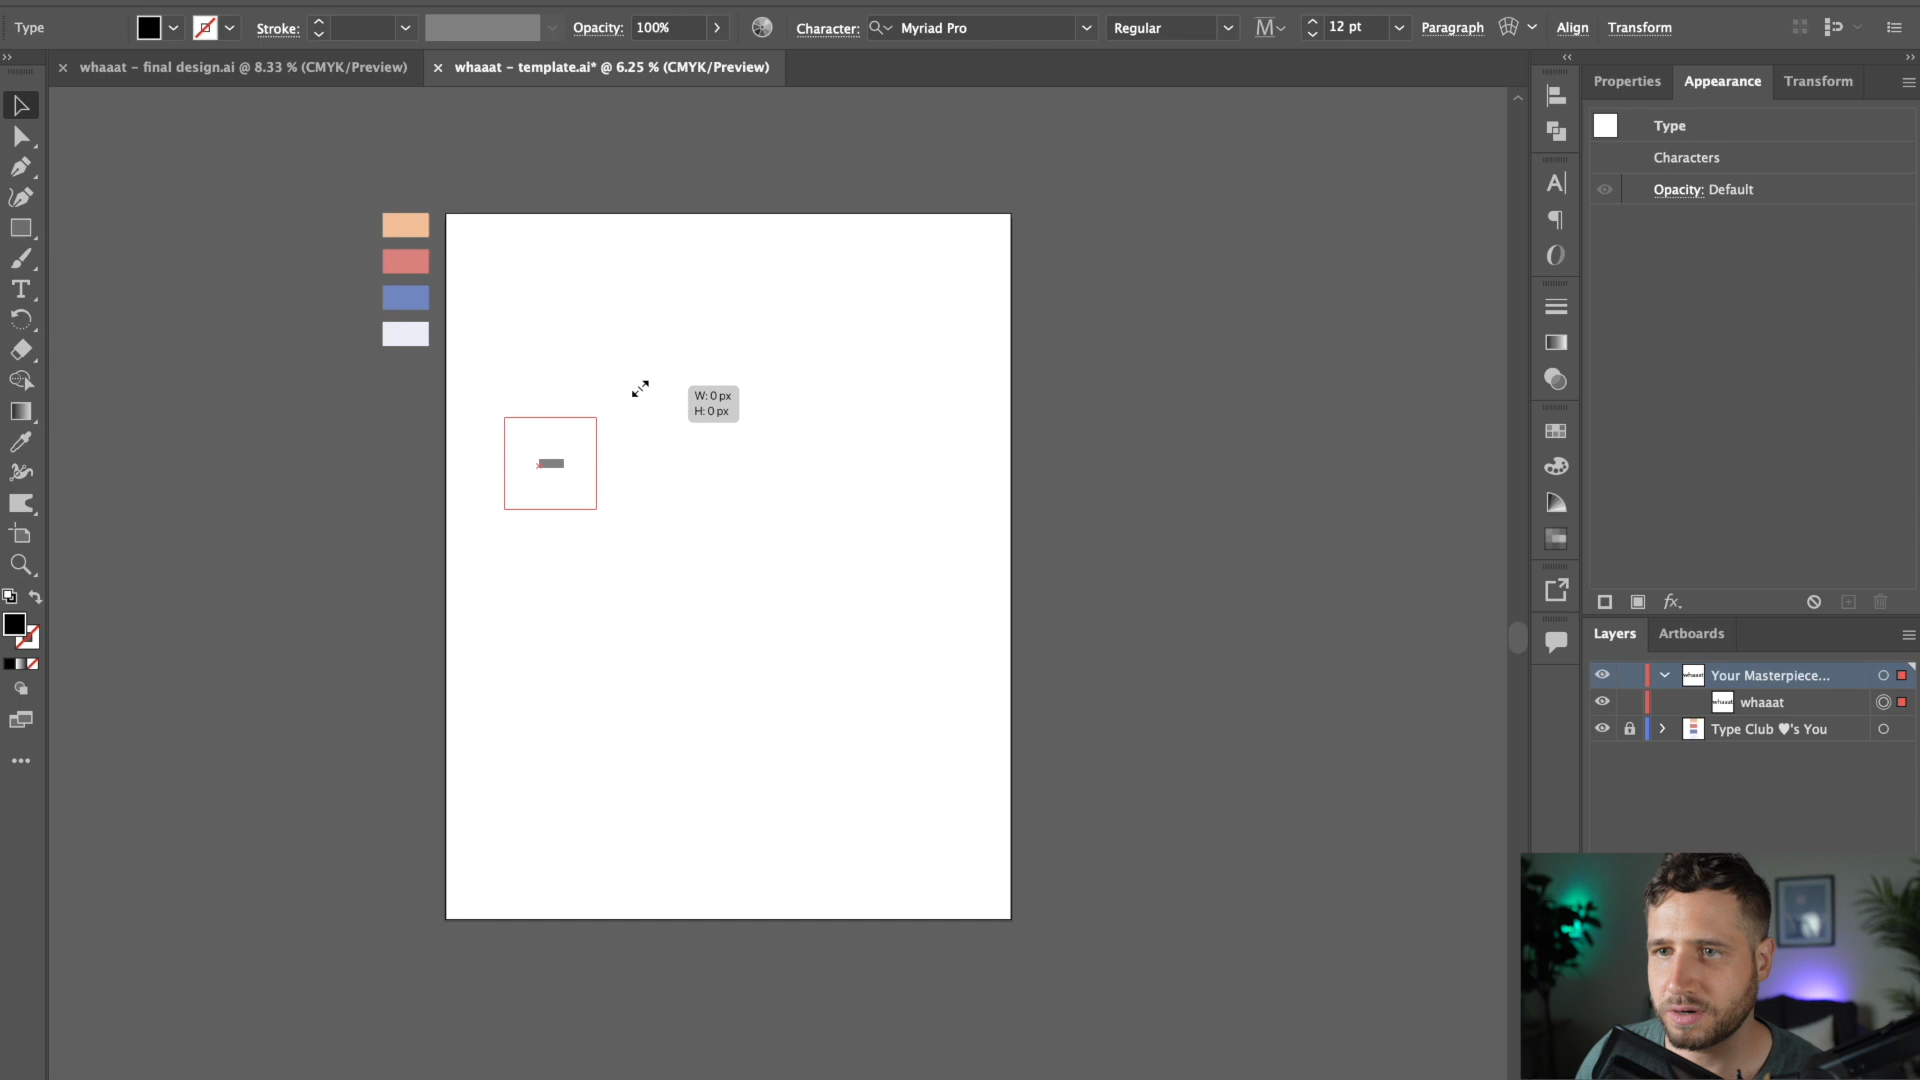 Type
Stroke:
Opacity:
100%
Character:
Myriad Pro
Regular
12 pt
Paragraph
Align
Transform
whaaat – final design.ai @ 8.33 % (CMYK/Preview)
whaaat – template.ai* @ 6.25 % (CMYK/Preview)
Properties
Appearance
Transform
Type
Characters
Opacity: Default
W: 0 px
H: 0 px
fx
Layers
Artboards
Your Masterpiece...
whaaat
Type Club ♥'s You